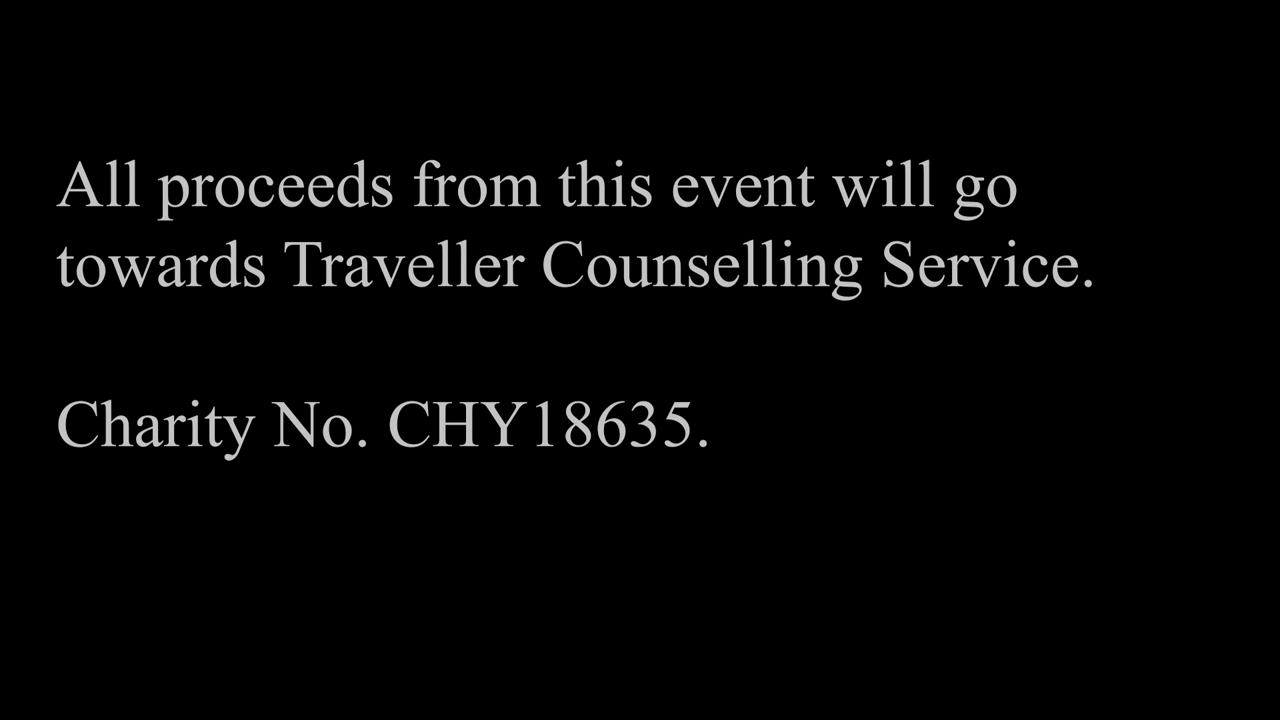 All proceeds from this event will go
towards Traveller Counselling Service.
Charity No. CHY18635.